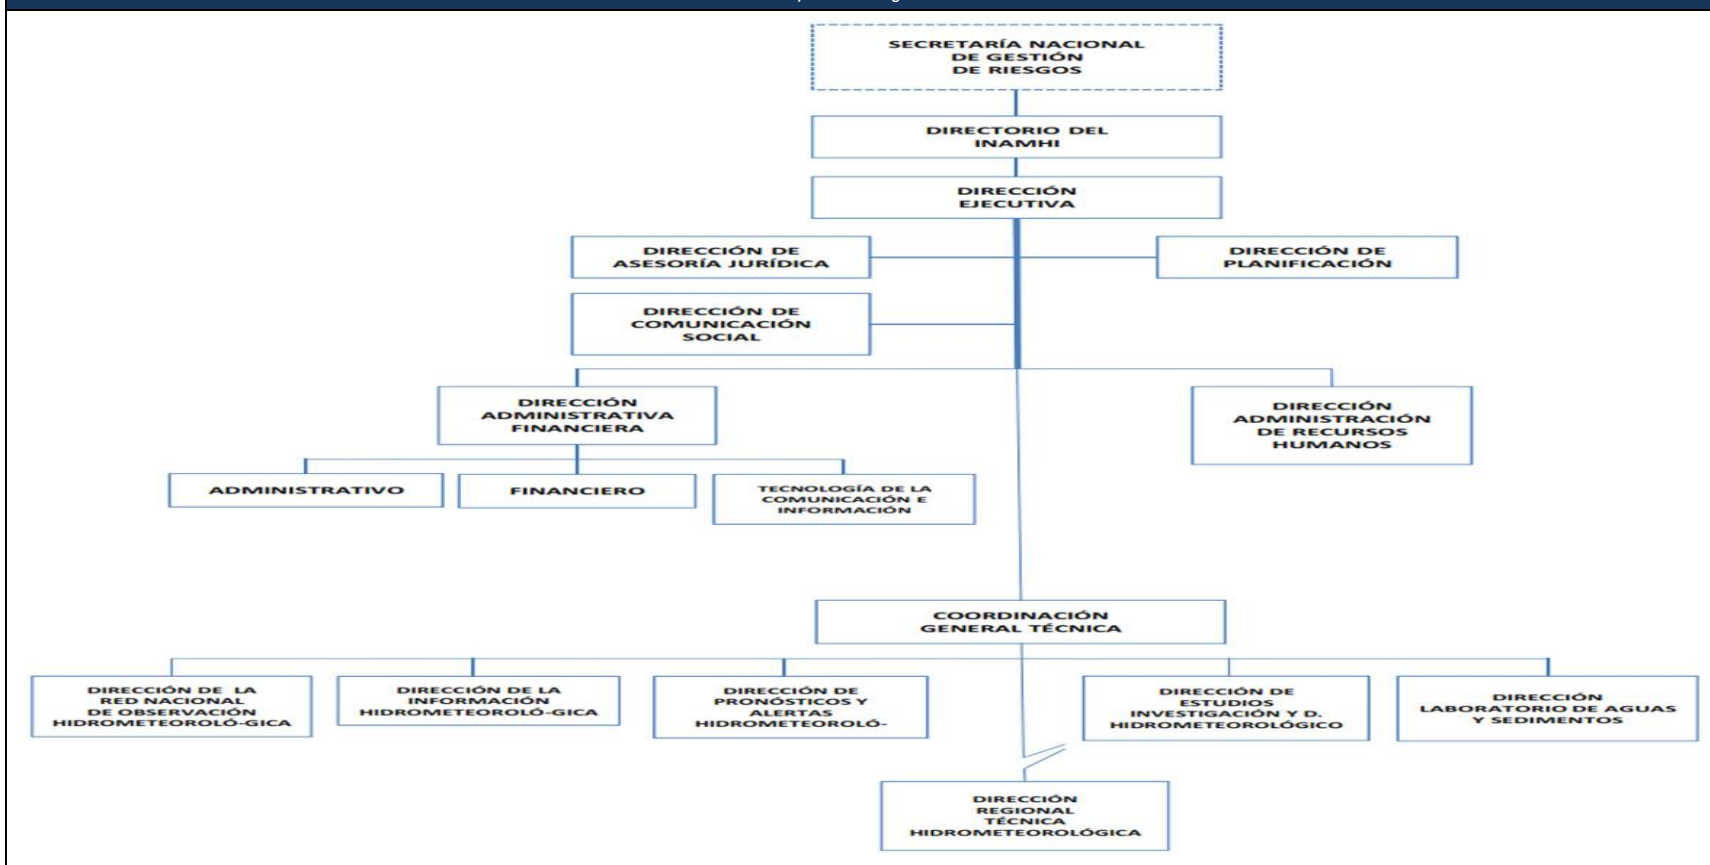 SECRETARÍA NACIONAL
DE GESTIÓN
DE RIESGOS
DIRECTORIO DEL
INAMHI
DIRECCIÓN
EJECUTIVA
DIRECCIÓN DE
ASESORÍA JURÍDICA
DIRECCIÓN DE
PLANIFICACIÓN
DIRECCIÓN DE
COMUNICACIÓN
SOCIAL
DIRECCIÓN
ADMINISTRATIVA
FINANCIERA
DIRECCIÓN
ADMINISTRACIÓN
DE RECURSOS
HUMANOS
ADMINISTRATIVO
FINANCIERO
TECNOLOGÍA DE LA
COMUNICACIÓN E
INFORMACIÓN
COORDINACIÓN
GENERAL TÉCNICA
DIRECCIÓN DE LA
RED NACIONAL
DE OBSERVACIÓN
HIDROMETEOROLÓ-GICA
DIRECCIÓN DE LA
INFORMACIÓN
HIDROMETEOROLÓ-GICA
DIRECCIÓN DE
PRONÓSTICOS Y
ALERTAS
HIDROMETEOROLÓ-
DIRECCIÓN DE
ESTUDIOS
INVESTIGACIÓN Y D.
HIDROMETEOROLÓGICO
DIRECCIÓN
LABORATORIO DE AGUAS
Y SEDIMENTOS
DIRECCIÓN
REGIONAL
TÉCNICA
HIDROMETEOROLÓGICA